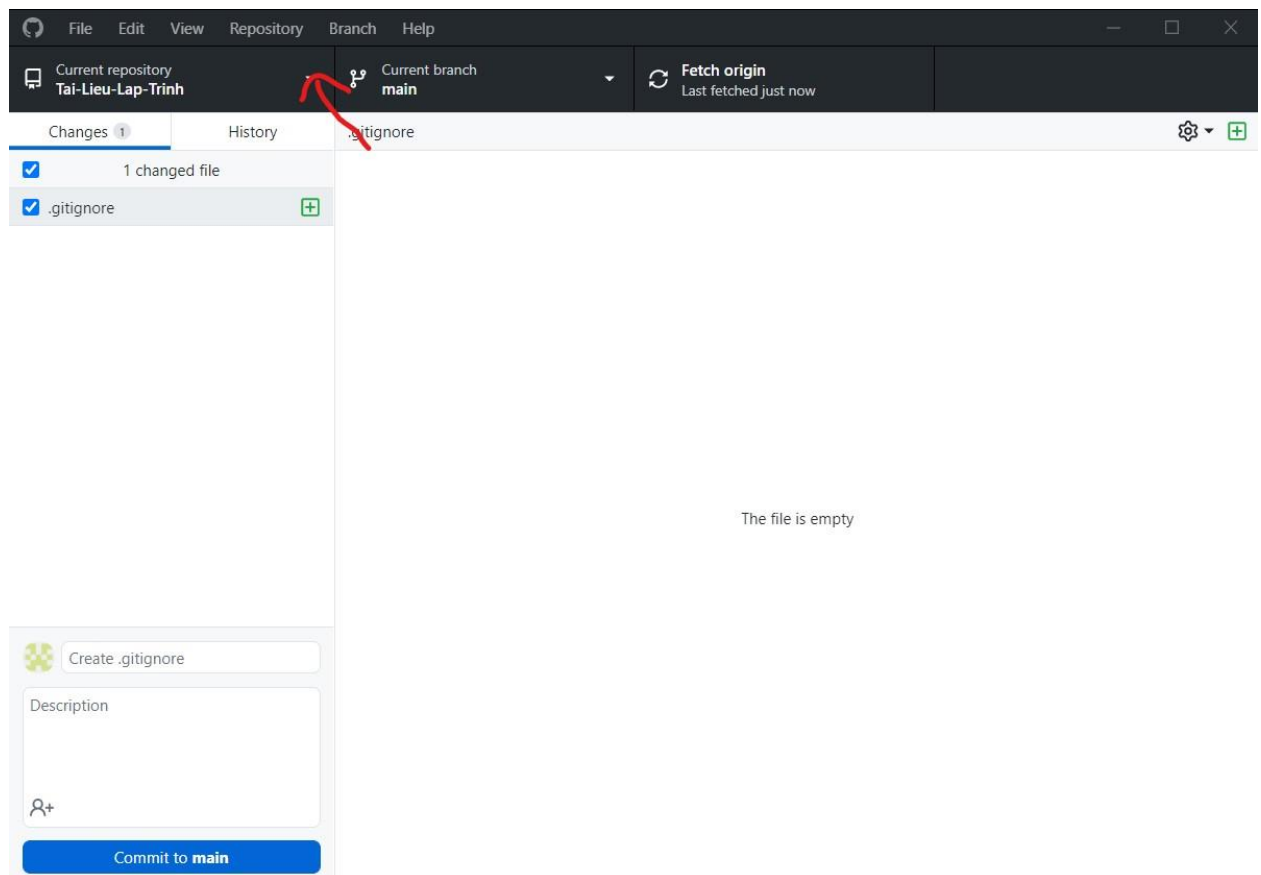 File Edit View Repository Branch Help
Current repository
Tai-Lieu-Lap-Trinh
Current branch
main
Fetch origin
Last fetched just now
Changes 1 History
.gitignore
1 changed file
.gitignore
The file is empty
Create .gitignore
Description
Commit to main